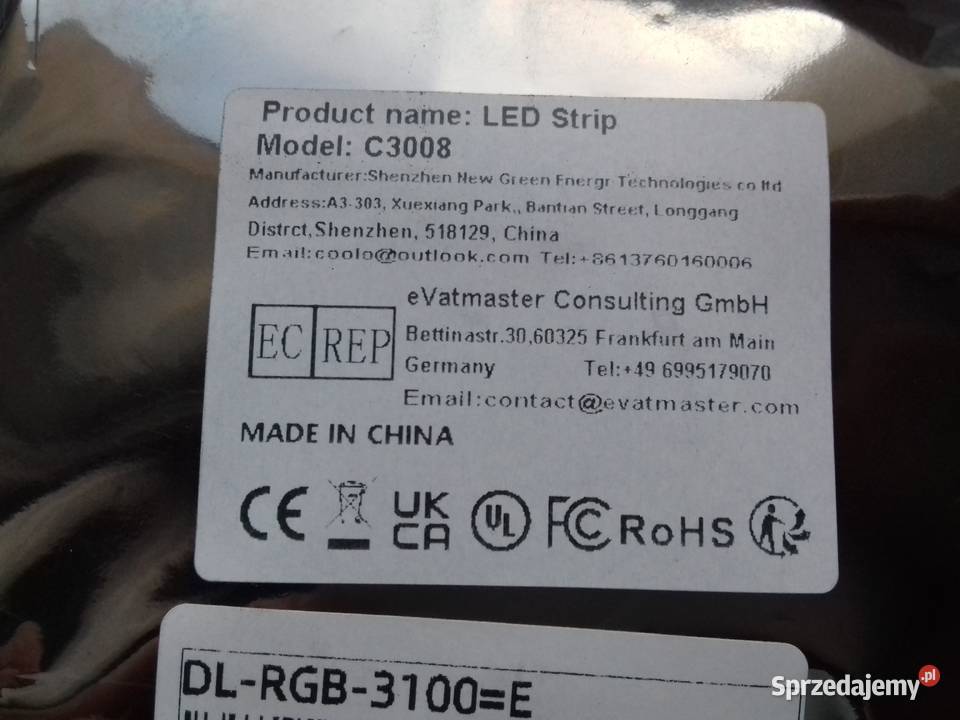 Product name: LED Strip
Model: C3008
Manufacturer:Shenzhen New Green Energr Technologies co ltd
Address:A3-303, Xuexiang Park,, Bantian Street, Longgang
Distrct,Shenzhen, 518129, China
Email:coolo@outlook.com Tel:+8613760160006
EC REP
eVatmaster Consulting GmbH
Bettinastr.30,60325 Frankfurt am Main
Germany Tel:+49 6995179070
Email:contact@evatmaster.com
MADE IN CHINA
CE UK CA UL FC RoHS
DL-RGB-3100=E
Sprzedajemy.pl